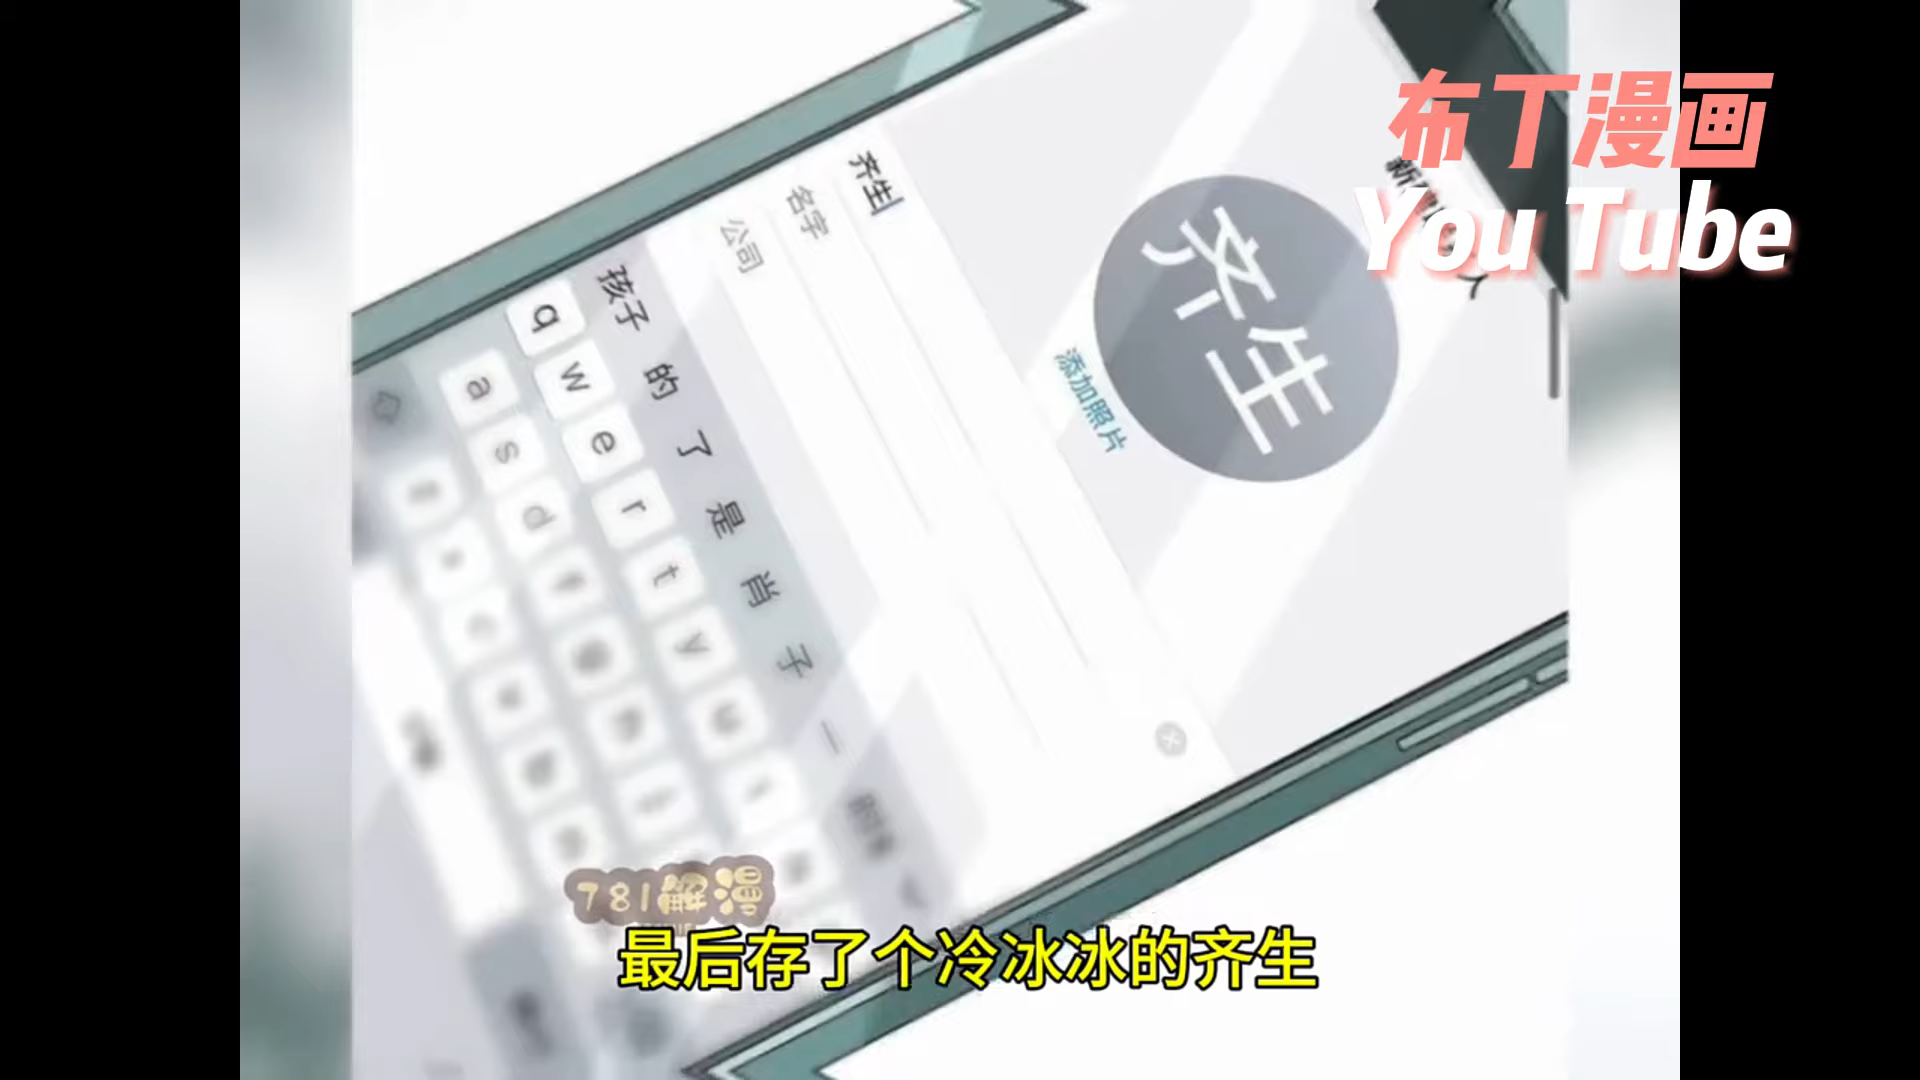 布丁漫画
YouTube
齐生
添加照片
齐生
名字
公司
孩子 的 了 是 肖 子 一
q w e r t y u i
a s d f g h j
781解漫
最后存了个冷冰冰的齐生